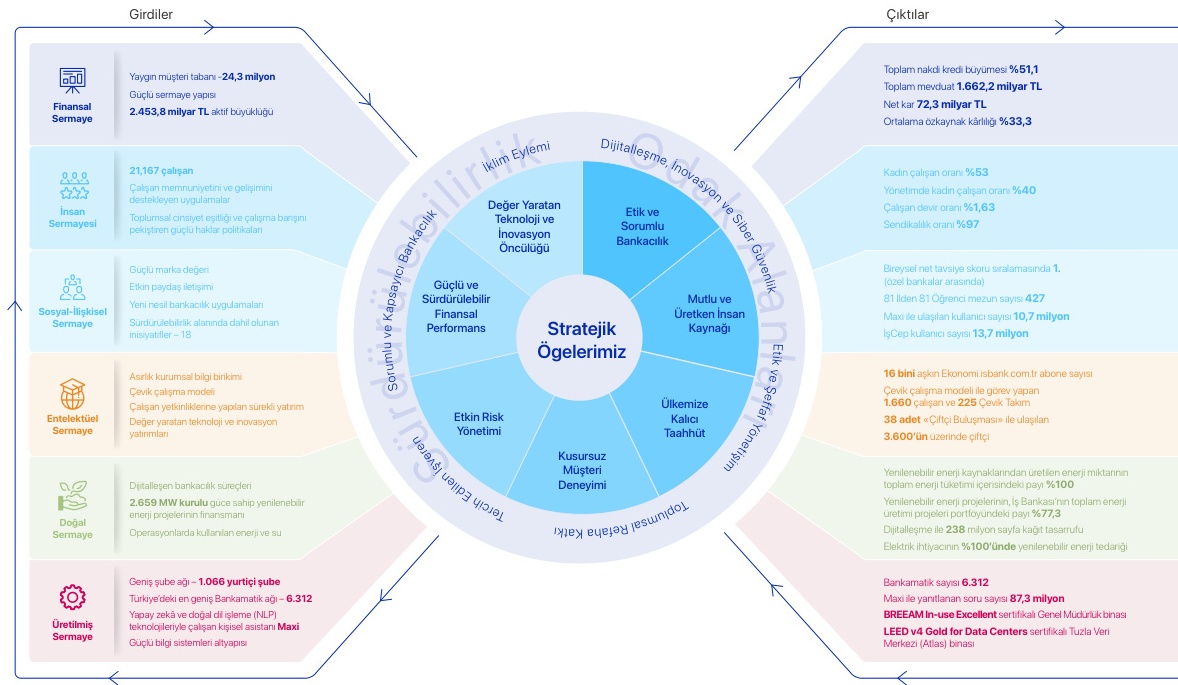 Girdiler
Finansal
Sermaye
Yaygın müşteri tabanı -24,3 milyon
Güçlü sermaye yapısı
2.453,8 milyar TL aktif büyüklüğü
İnsan
Sermayesi
21,167 çalışan
Çalışan memnuniyetini ve gelişimini
destekleyen uygulamalar
Toplumsal cinsiyet eşitliği ve çalışma barışını
pekiştiren güçlü haklar politikaları
Sosyal-İlişkisel
Sermaye
Güçlü marka değeri
Etkin paydaş iletişimi
Yeni nesil bankacılık uygulamaları
Sürdürülebilirlik alanında dahil olunan
inisiyatifler – 18
Entelektüel
Sermaye
Asırlık kurumsal bilgi birikimi
Çevik çalışma modeli
Çalışan yetkinliklerine yapılan sürekli yatırım
Değer yaratan teknoloji ve inovasyon
yatırımları
Doğal
Sermaye
Dijitalleşen bankacılık süreçleri
2.659 MW kurulu güce sahip yenilenebilir
enerji projelerinin finansmanı
Operasyonlarda kullanılan enerji ve su
Üretilmiş
Sermaye
Geniş şube ağı – 1.066 yurtiçi şube
Türkiye'deki en geniş Bankamatik ağı – 6.312
Yapay zekâ ve doğal dil işleme (NLP)
teknolojileriyle çalışan kişisel asistanı Maxi
Güçlü bilgi sistemleri altyapısı
Sürdürülebilirlik Odak Alanları
İklim Eylemi
Dijitalleşme, İnovasyon ve Siber Güvenlik
Etik ve Şeffaf Yönetişim
Toplumsal Refaha Katkı
Tercih Edilen İşveren
Sorumlu ve Kapsayıcı Bankacılık
Stratejik
Ögelerimiz
Etik ve
Sorumlu
Bankacılık
Mutlu ve
Üretken İnsan
Kaynağı
Ülkemize
Kalıcı
Taahhüt
Kusursuz
Müşteri
Deneyimi
Etkin Risk
Yönetimi
Güçlü ve
Sürdürülebilir
Finansal
Performans
Değer Yaratan
Teknoloji ve
İnovasyon
Öncülüğü
Çıktılar
Toplam nakdi kredi büyümesi %51,1
Toplam mevduat 1.662,2 milyar TL
Net kar 72,3 milyar TL
Ortalama özkaynak kârlılığı %33,3
Kadın çalışan oranı %53
Yönetimde kadın çalışan oranı %40
Çalışan devir oranı %1,63
Sendikalılık oranı %97
Bireysel net tavsiye skoru sıralamasında 1.
(özel bankalar arasında)
81 İlden 81 Öğrenci mezun sayısı 427
Maxi ile ulaşılan kullanıcı sayısı 10,7 milyon
İşCep kullanıcı sayısı 13,7 milyon
16 bini aşkın Ekonomi.isbank.com.tr abone sayısı
Çevik çalışma modeli ile görev yapan
1.660 çalışan ve 225 Çevik Takım
38 adet «Çiftçi Buluşması» ile ulaşılan
3.600'ün üzerinde çiftçi
Yenilenebilir enerji kaynaklarından üretilen enerji miktarının
toplam enerji tüketimi içerisindeki payı %100
Yenilenebilir enerji projelerinin, İş Bankası'nın toplam enerji
üretimi projeleri portföyündeki payı %77,3
Dijitalleşme ile 238 milyon sayfa kağıt tasarrufu
Elektrik ihtiyacının %100'ünde yenilenebilir enerji tedariği
Bankamatik sayısı 6.312
Maxi ile yanıtlanan soru sayısı 87,3 milyon
BREEAM In-use Excellent sertifikalı Genel Müdürlük binası
LEED v4 Gold for Data Centers sertifikalı Tuzla Veri
Merkezi (Atlas) binası